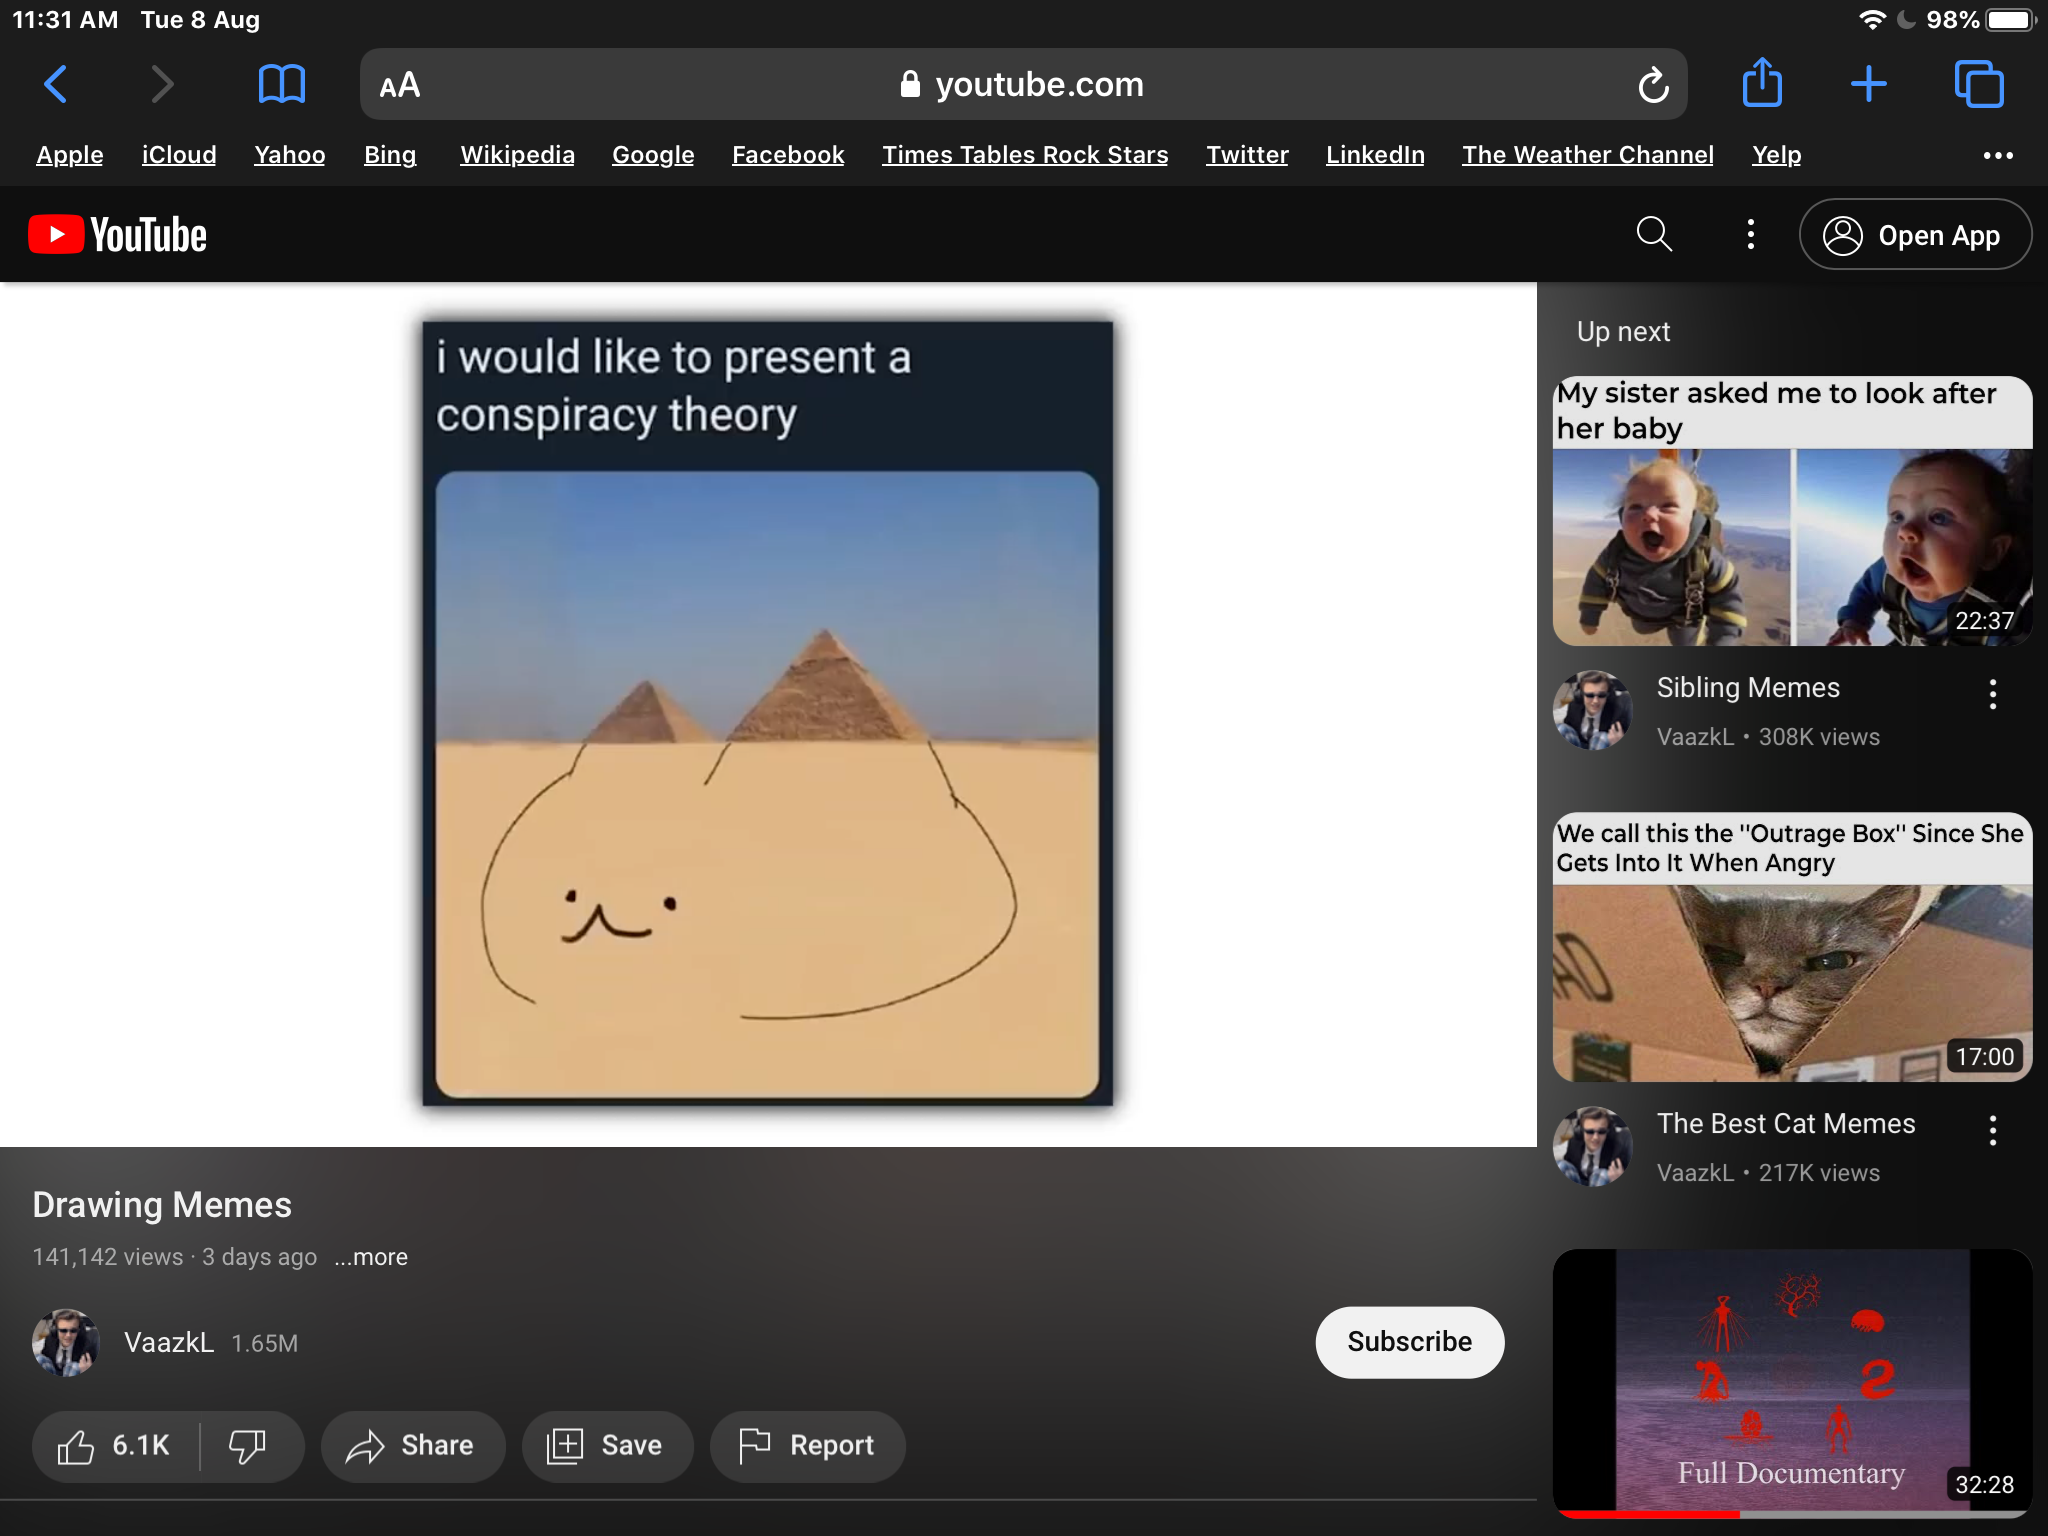 11:31 AM Tue 8 Aug
98%
AA
youtube.com
Apple iCloud Yahoo Bing Wikipedia Google Facebook Times Tables Rock Stars Twitter LinkedIn The Weather Channel Yelp
YouTube
Open App
i would like to present a
conspiracy theory
Drawing Memes
141,142 views · 3 days ago ...more
VaazkL 1.65M
Subscribe
6.1K
Share
Save
Report
Up next
My sister asked me to look after
her baby
22:37
Sibling Memes
VaazkL • 308K views
We call this the "Outrage Box" Since She
Gets Into It When Angry
17:00
The Best Cat Memes
VaazkL • 217K views
Full Documentary
32:28